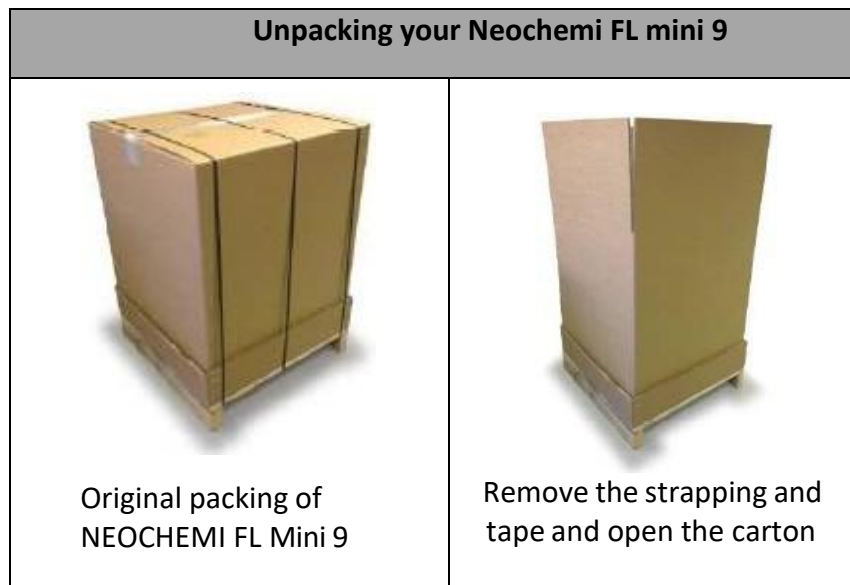 Unpacking your Neochemi FL mini 9
Original packing of
NEOCHEMI FL Mini 9
Remove the strapping and
tape and open the carton